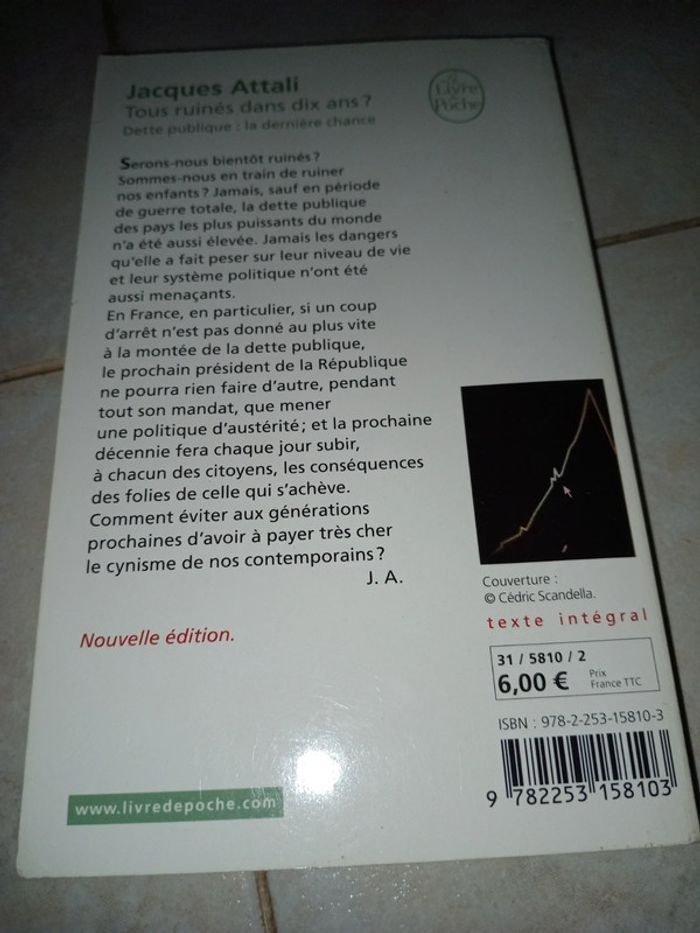 Jacques Attali
Tous ruinés dans dix ans ?
Dette publique : la dernière chance
Le
Livre
de
Poche
Serons-nous bientôt ruinés ?
Sommes-nous en train de ruiner
nos enfants ? Jamais, sauf en période
de guerre totale, la dette publique
des pays les plus puissants du monde
n'a été aussi élevée. Jamais les dangers
qu'elle a fait peser sur leur niveau de vie
et leur système politique n'ont été
aussi menaçants.
En France, en particulier, si un coup
d'arrêt n'est pas donné au plus vite
à la montée de la dette publique,
le prochain président de la République
ne pourra rien faire d'autre, pendant
tout son mandat, que mener
une politique d'austérité ; et la prochaine
décennie fera chaque jour subir,
à chacun des citoyens, les conséquences
des folies de celle qui s'achève.
Comment éviter aux générations
prochaines d'avoir à payer très cher
le cynisme de nos contemporains ?
J. A.
Nouvelle édition.
Couverture :
© Cédric Scandella.
texte intégral
31 / 5810 / 2
6,00 € Prix
France TTC
ISBN : 978-2-253-15810-3
9 782253 158103
www.livredepoche.com